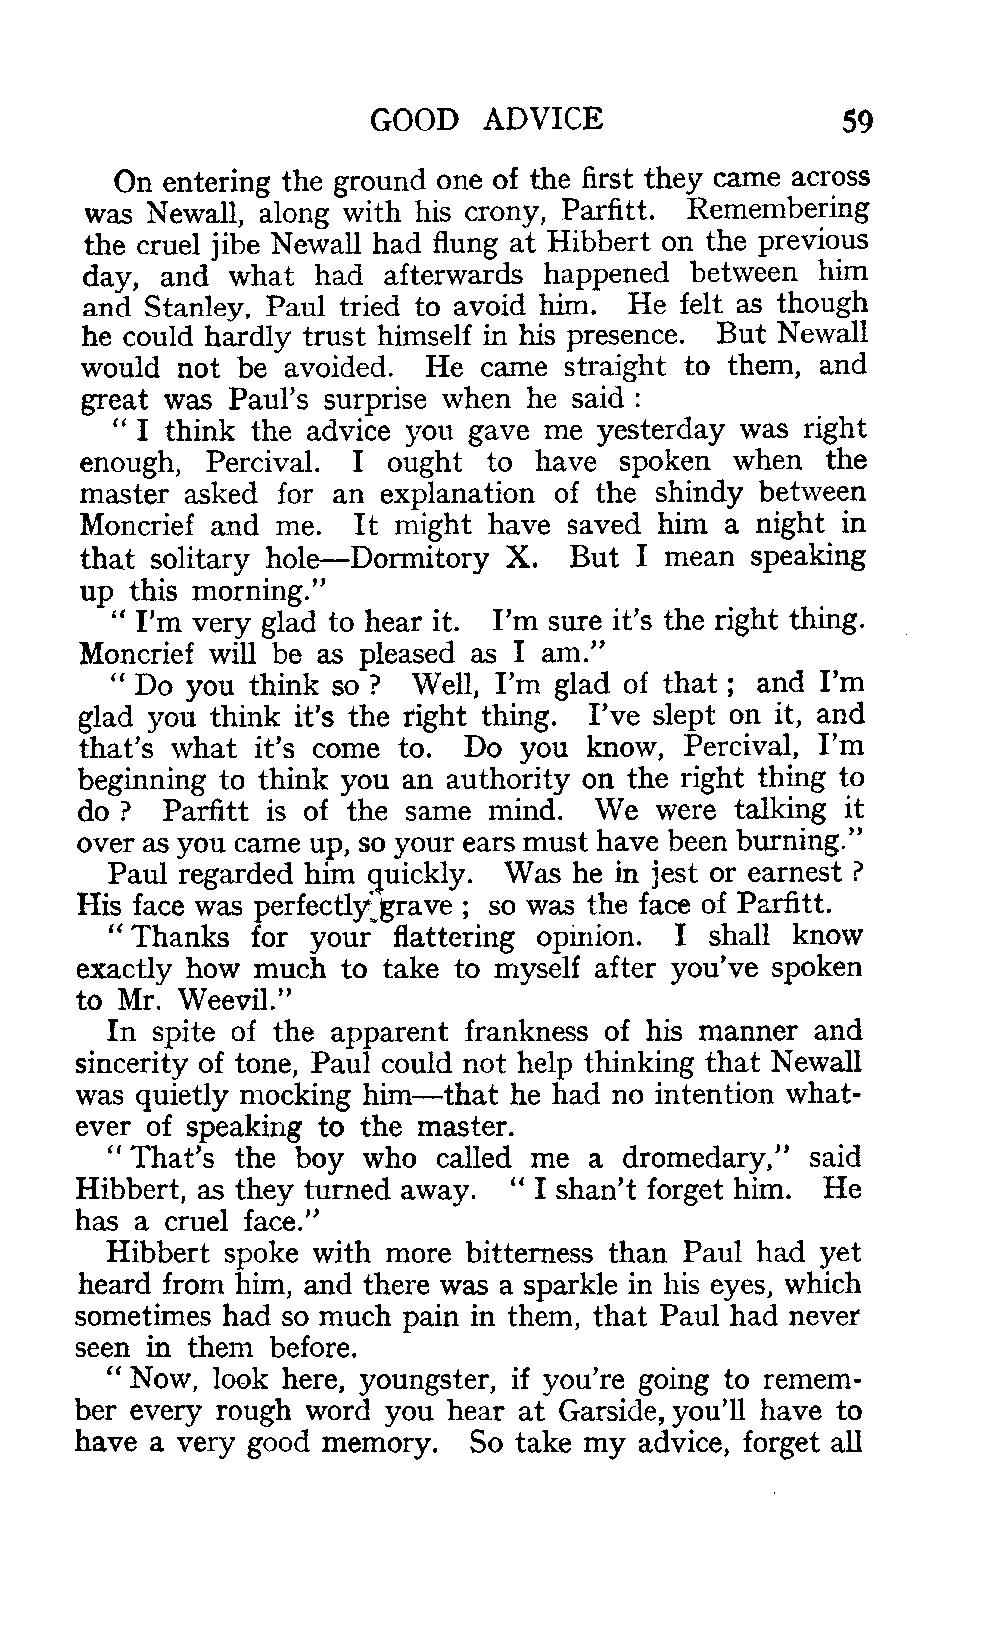 GOOD ADVICE 59
On entering the ground one of the first they came across
was Newall, along with his crony, Parfitt. Remembering
the cruel jibe Newall had flung at Hibbert on the previous
day, and what had afterwards happened between him
and Stanley, Paul tried to avoid him. He felt as though
he could hardly trust himself in his presence. But Newall
would not be avoided. He came straight to them, and
great was Paul's surprise when he said :
" I think the advice you gave me yesterday was right
enough, Percival. I ought to have spoken when the
master asked for an explanation of the shindy between
Moncrief and me. It might have saved him a night in
that solitary hole—Dormitory X. But I mean speaking
up this morning."
" I'm very glad to hear it. I'm sure it's the right thing.
Moncrief will be as pleased as I am."
" Do you think so ? Well, I'm glad of that ; and I'm
glad you think it's the right thing. I've slept on it, and
that's what it's come to. Do you know, Percival, I'm
beginning to think you an authority on the right thing to
do ? Parfitt is of the same mind. We were talking it
over as you came up, so your ears must have been burning."
Paul regarded him quickly. Was he in jest or earnest ?
His face was perfectly grave ; so was the face of Parfitt.
" Thanks for your flattering opinion. I shall know
exactly how much to take to myself after you've spoken
to Mr. Weevil."
In spite of the apparent frankness of his manner and
sincerity of tone, Paul could not help thinking that Newall
was quietly mocking him—that he had no intention what-
ever of speaking to the master.
" That's the boy who called me a dromedary," said
Hibbert, as they turned away. " I shan't forget him. He
has a cruel face."
Hibbert spoke with more bitterness than Paul had yet
heard from him, and there was a sparkle in his eyes, which
sometimes had so much pain in them, that Paul had never
seen in them before.
" Now, look here, youngster, if you're going to remem-
ber every rough word you hear at Garside, you'll have to
have a very good memory. So take my advice, forget all